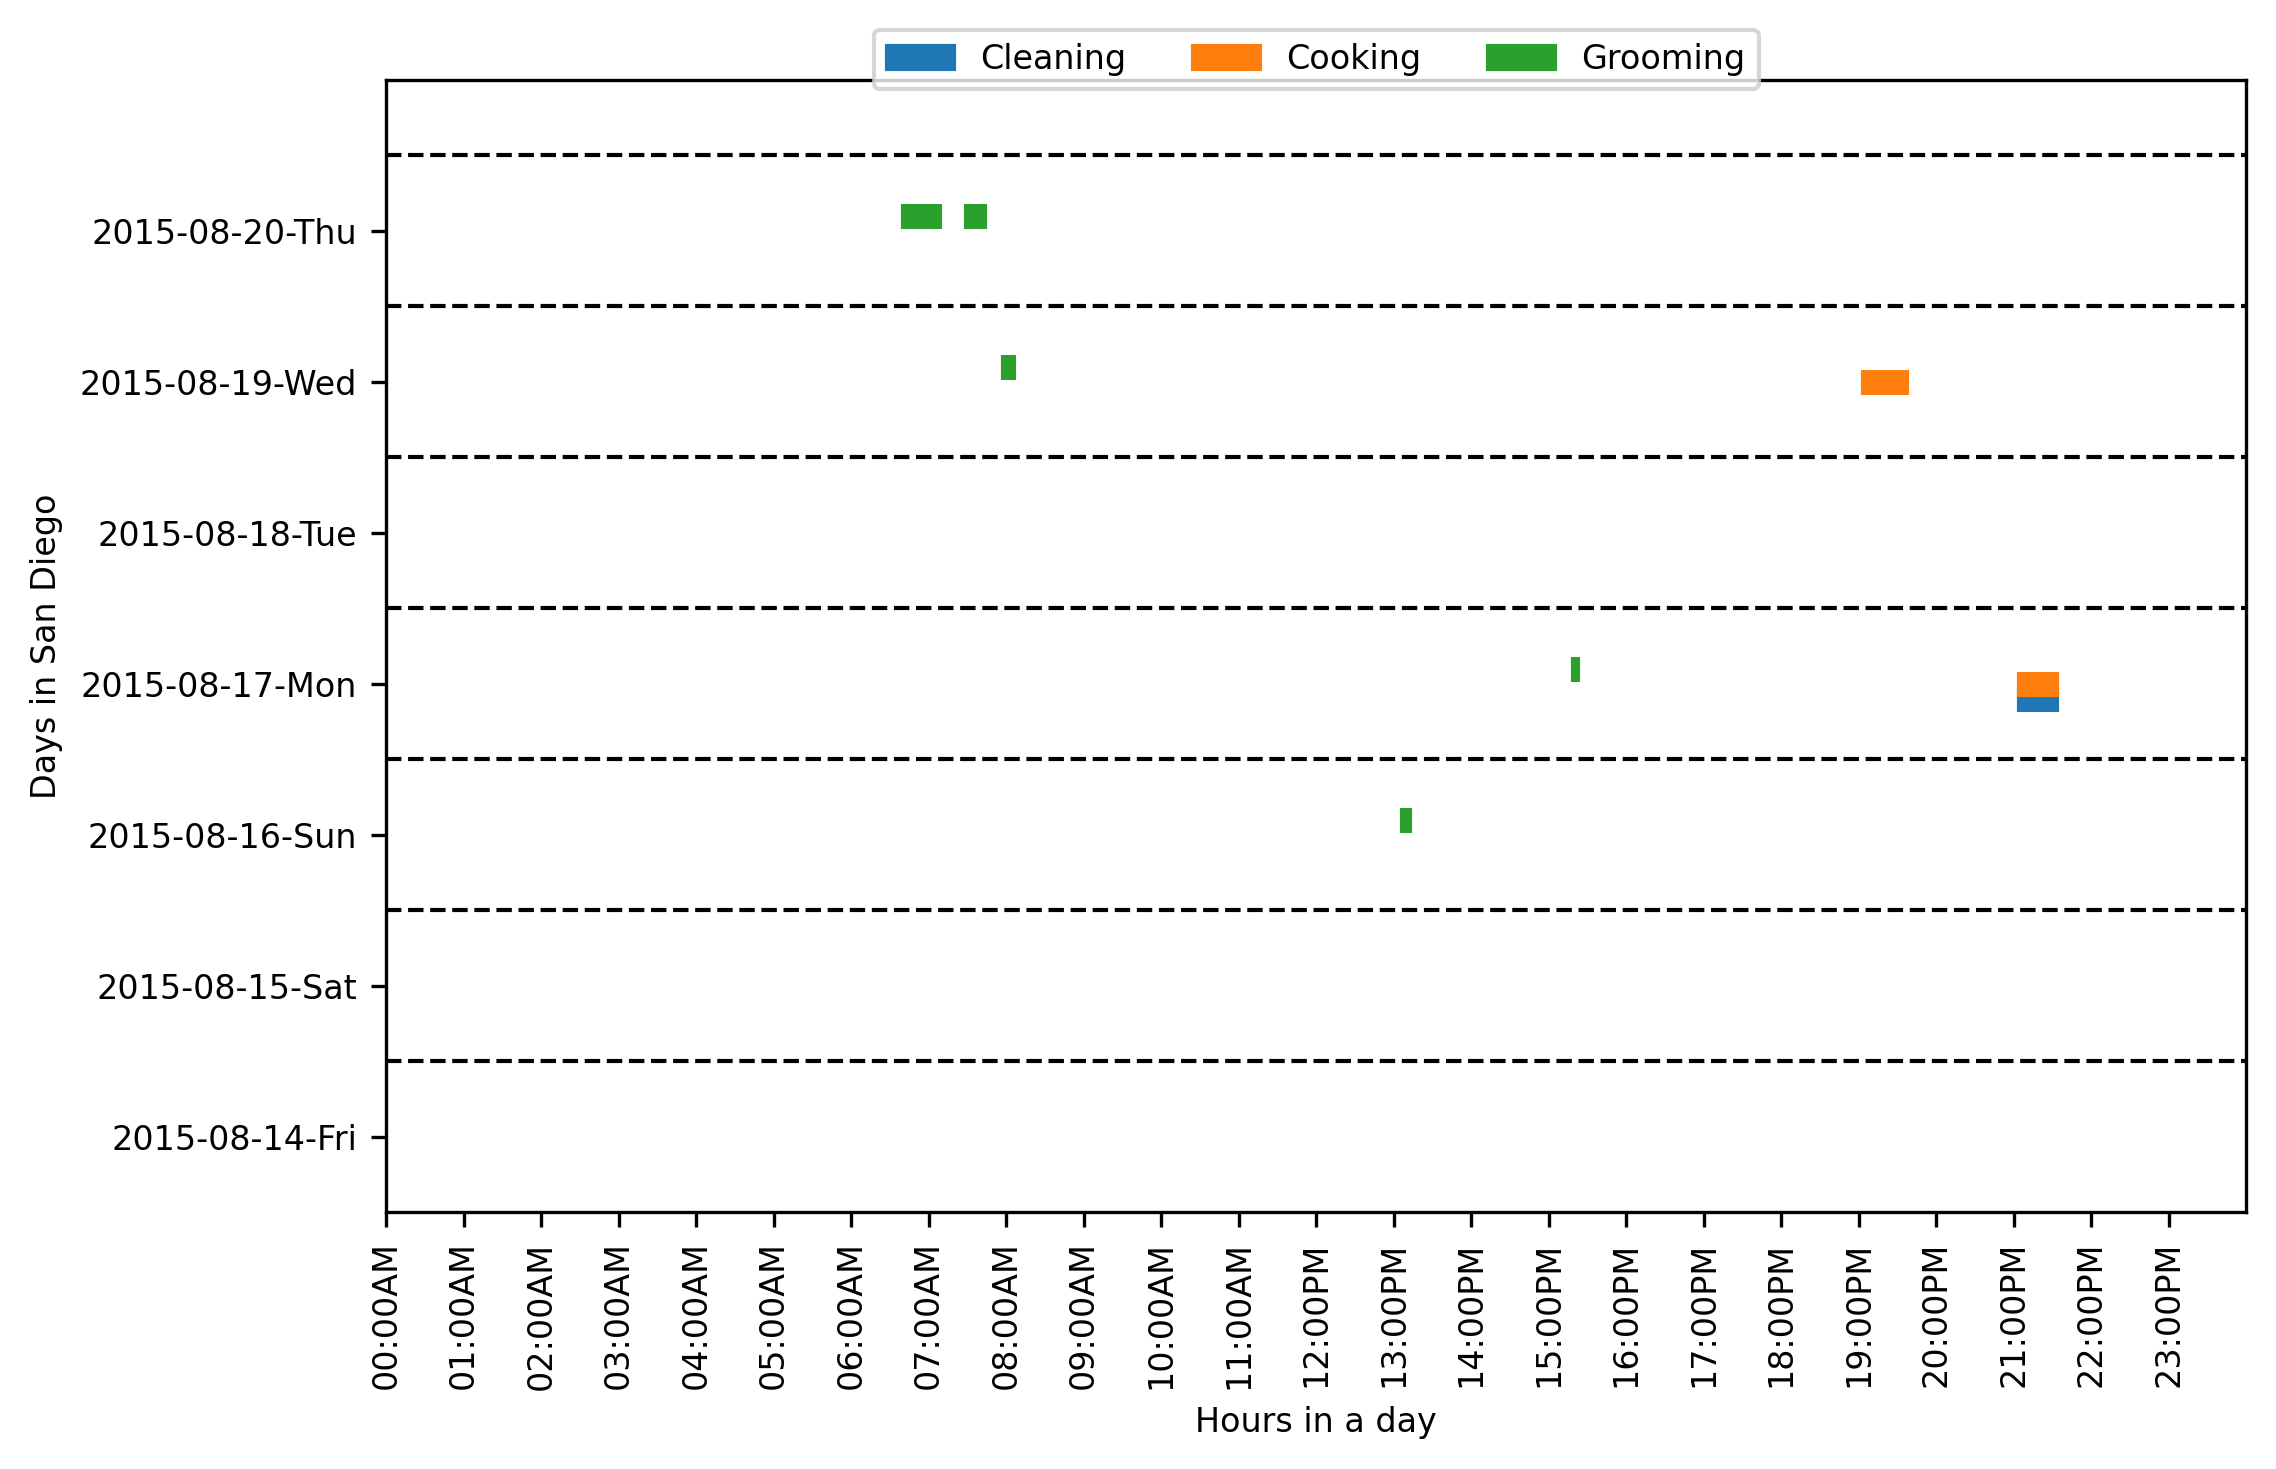 Cleaning Cooking Grooming
2015-08-20-Thu
2015-08-19-Wed
2015-08-18-Tue
2015-08-17-Mon
2015-08-16-Sun
2015-08-15-Sat
2015-08-14-Fri
Days in San Diego
00:00AM
01:00AM
02:00AM
03:00AM
04:00AM
05:00AM
06:00AM
07:00AM
08:00AM
09:00AM
10:00AM
11:00AM
12:00PM
13:00PM
14:00PM
15:00PM
16:00PM
17:00PM
18:00PM
19:00PM
20:00PM
21:00PM
22:00PM
23:00PM
Hours in a day